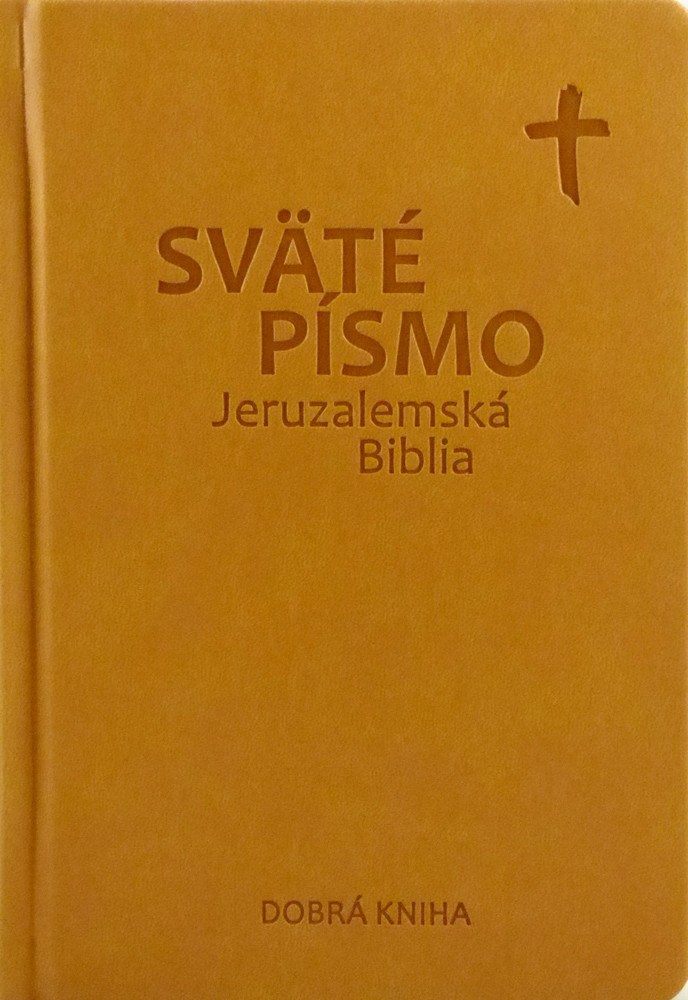 SVÄTÉ
PÍSMO
Jeruzalemská
Biblia
DOBRÁ KNIHA